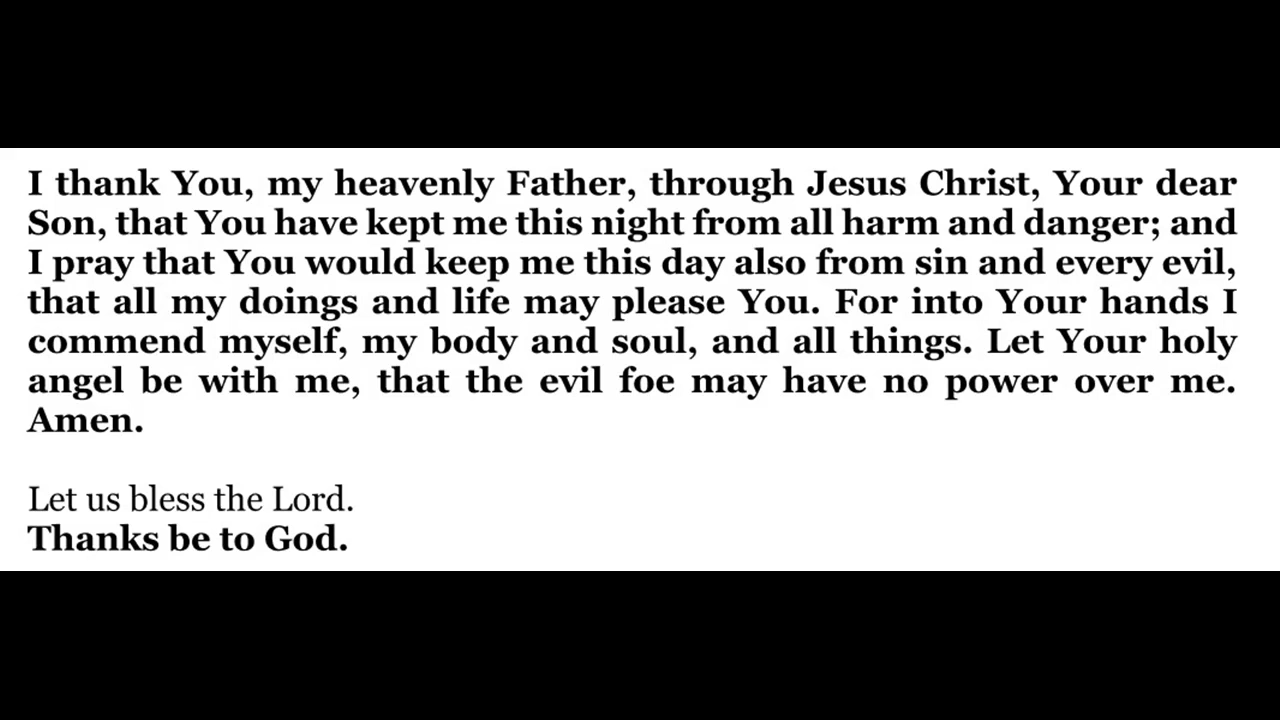 I thank You, my heavenly Father, through Jesus Christ, Your dear
Son, that You have kept me this night from all harm and danger; and
I pray that You would keep me this day also from sin and every evil,
that all my doings and life may please You. For into Your hands I
commend myself, my body and soul, and all things. Let Your holy
angel be with me, that the evil foe may have no power over me.
Amen.
Let us bless the Lord.
Thanks be to God.